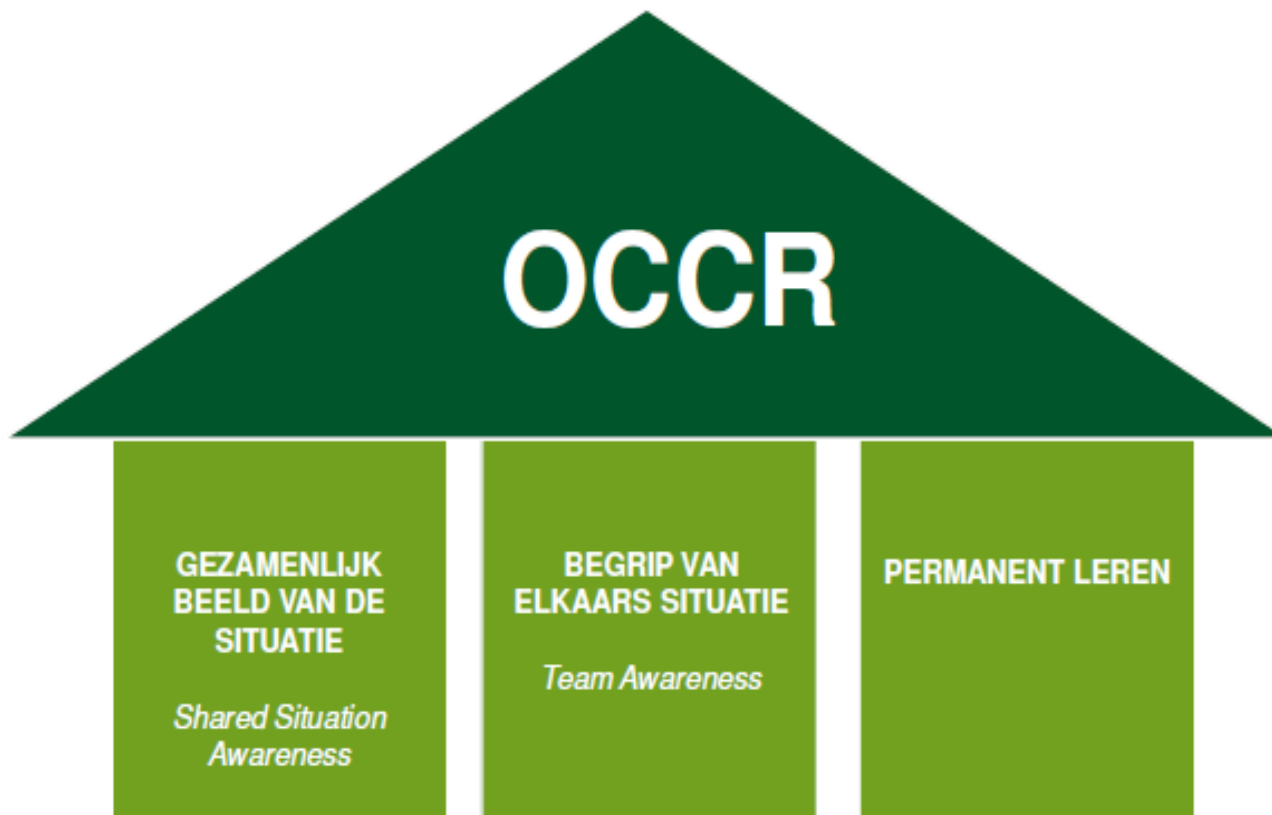 OCCR
GEZAMENLIJK
BEELD VAN DE
SITUATIE
Shared Situation
Awareness
BEGRIP VAN
ELKAARS SITUATIE
Team Awareness
PERMANENT LEREN